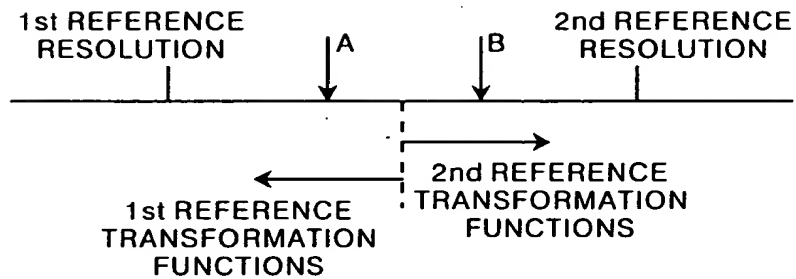 1st REFERENCE
RESOLUTION
A
B
2nd REFERENCE
RESOLUTION
1st REFERENCE
TRANSFORMATION
FUNCTIONS
2nd REFERENCE
TRANSFORMATION
FUNCTIONS